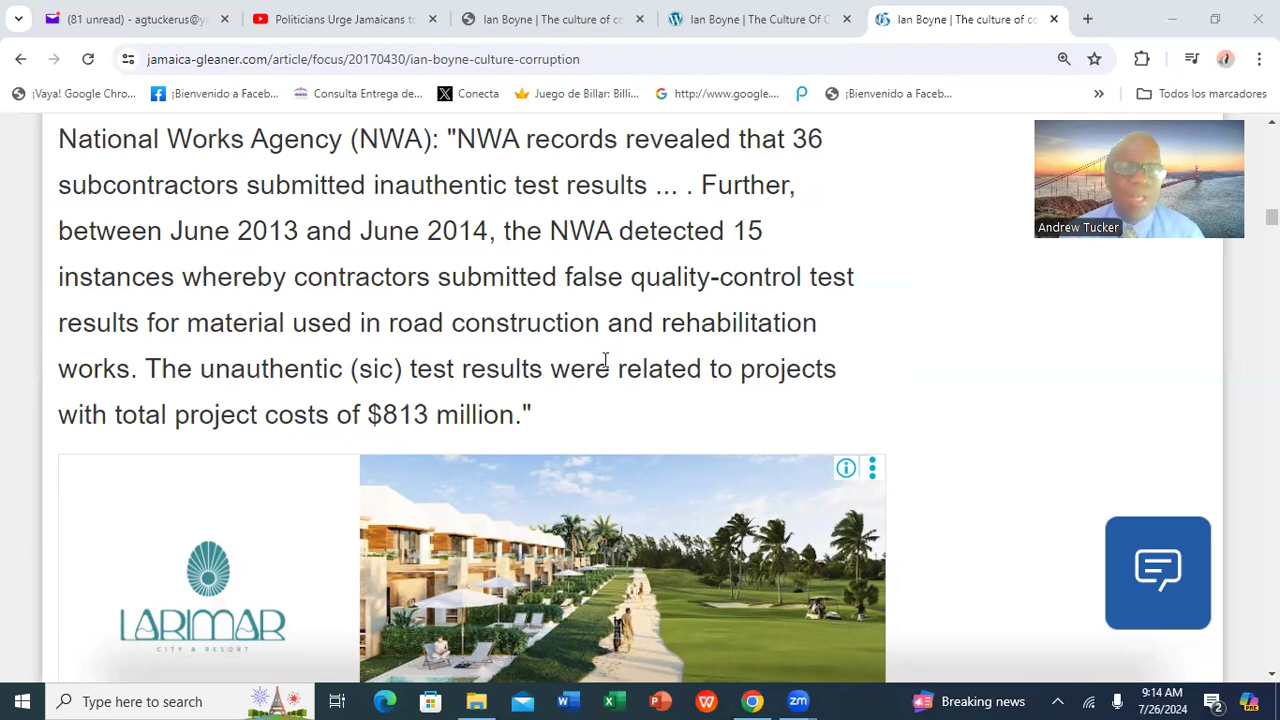 (81 unread) - agtuckerus@y
Politicians Urge Jamaicans to
Ian Boyne | The culture of co
Ian Boyne | The Culture Of C
Ian Boyne | The culture of co
jamaica-gleaner.com/article/focus/20170430/ian-boyne-culture-orruption
¡Vaya! Google Chro...
¡Bienvenido a Faceb...
Consulta Entrega de...
Conecta
Juego de Billar: Billi...
http://www.google....
¡Bienvenido a Faceb...
Todos los marcadores
National Works Agency (NWA): "NWA records revealed that 36
subcontractors submitted inauthentic test results ... . Further,
between June 2013 and June 2014, the NWA detected 15
instances whereby contractors submitted false quality-control test
results for material used in road construction and rehabilitation
works. The unauthentic (sic) test results were related to projects
with total project costs of $813 million."
Andrew Tucker
LARIMAR
CITY & RESORT
Type here to search
Breaking news
9:14 AM
7/26/2024
2